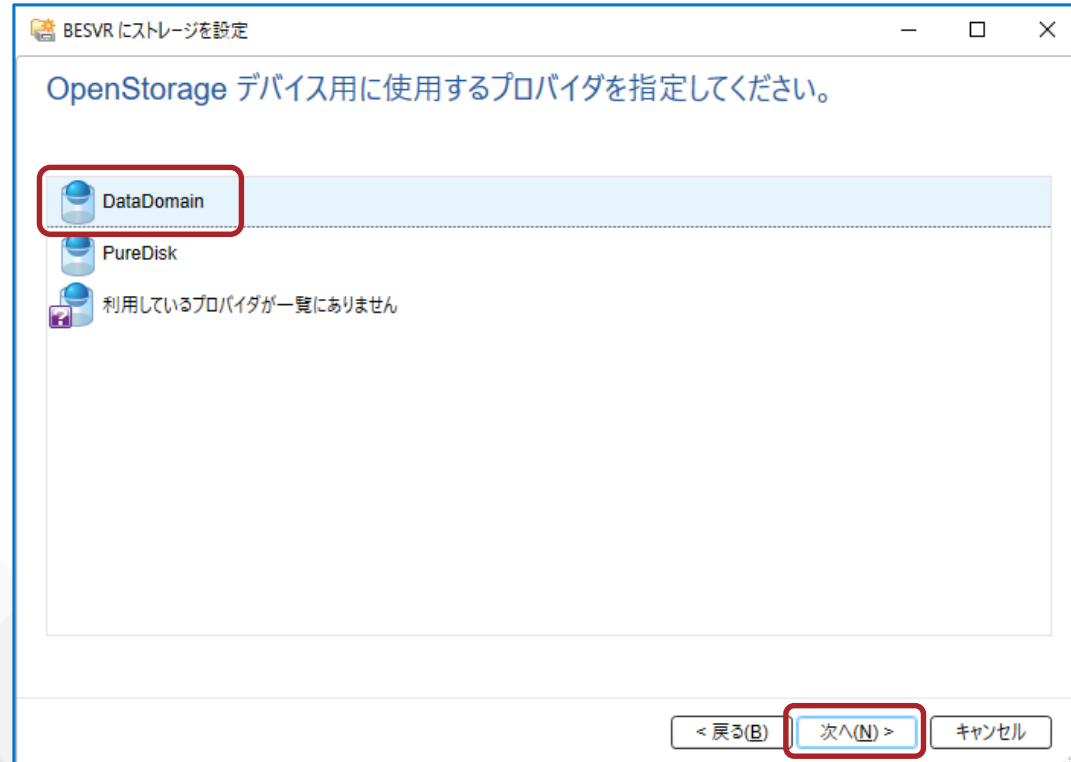 BESVR にストレージを設定
OpenStorage デバイス用に使用するプロバイダを指定してください。
DataDomain
PureDisk
利用しているプロバイダが一覧にありません
< 戻る(B)
次へ(N) >
キャンセル